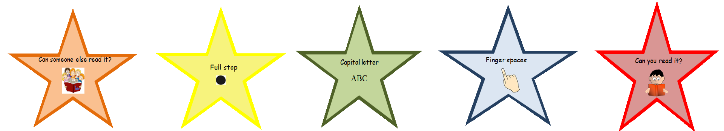 Can someone else read it?
Full stop
Capital letter
ABC
Finger spaces
Can you read it?